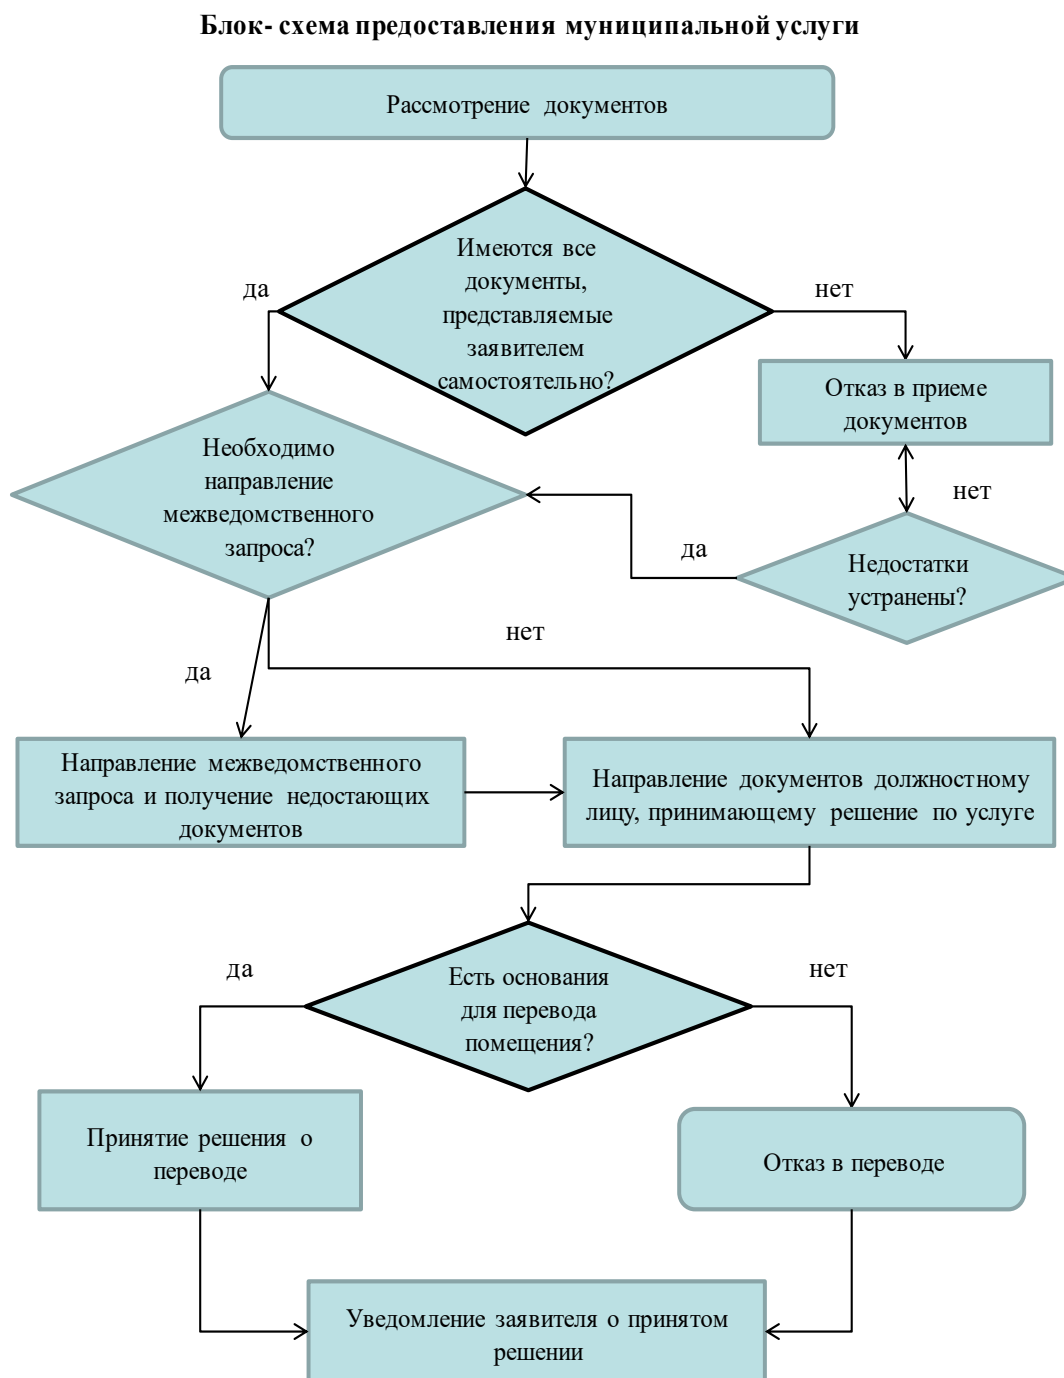 Блок- схема предоставления муниципальной услуги
Рассмотрение документов
Имеются все
документы,
представляемые
заявителем
самостоятельно?
да
нет
Отказ в приеме
документов
Необходимо
направление
межведомственного
запроса?
нет
да
Недостатки
устранены?
нет
да
Направление межведомственного
запроса и получение недостающих
документов
Направление документов должностному
лицу, принимающему решение по услуге
да
нет
Есть основания
для перевода
помещения?
Принятие решения о
переводе
Отказ в переводе
Уведомление заявителя о принятом
решении